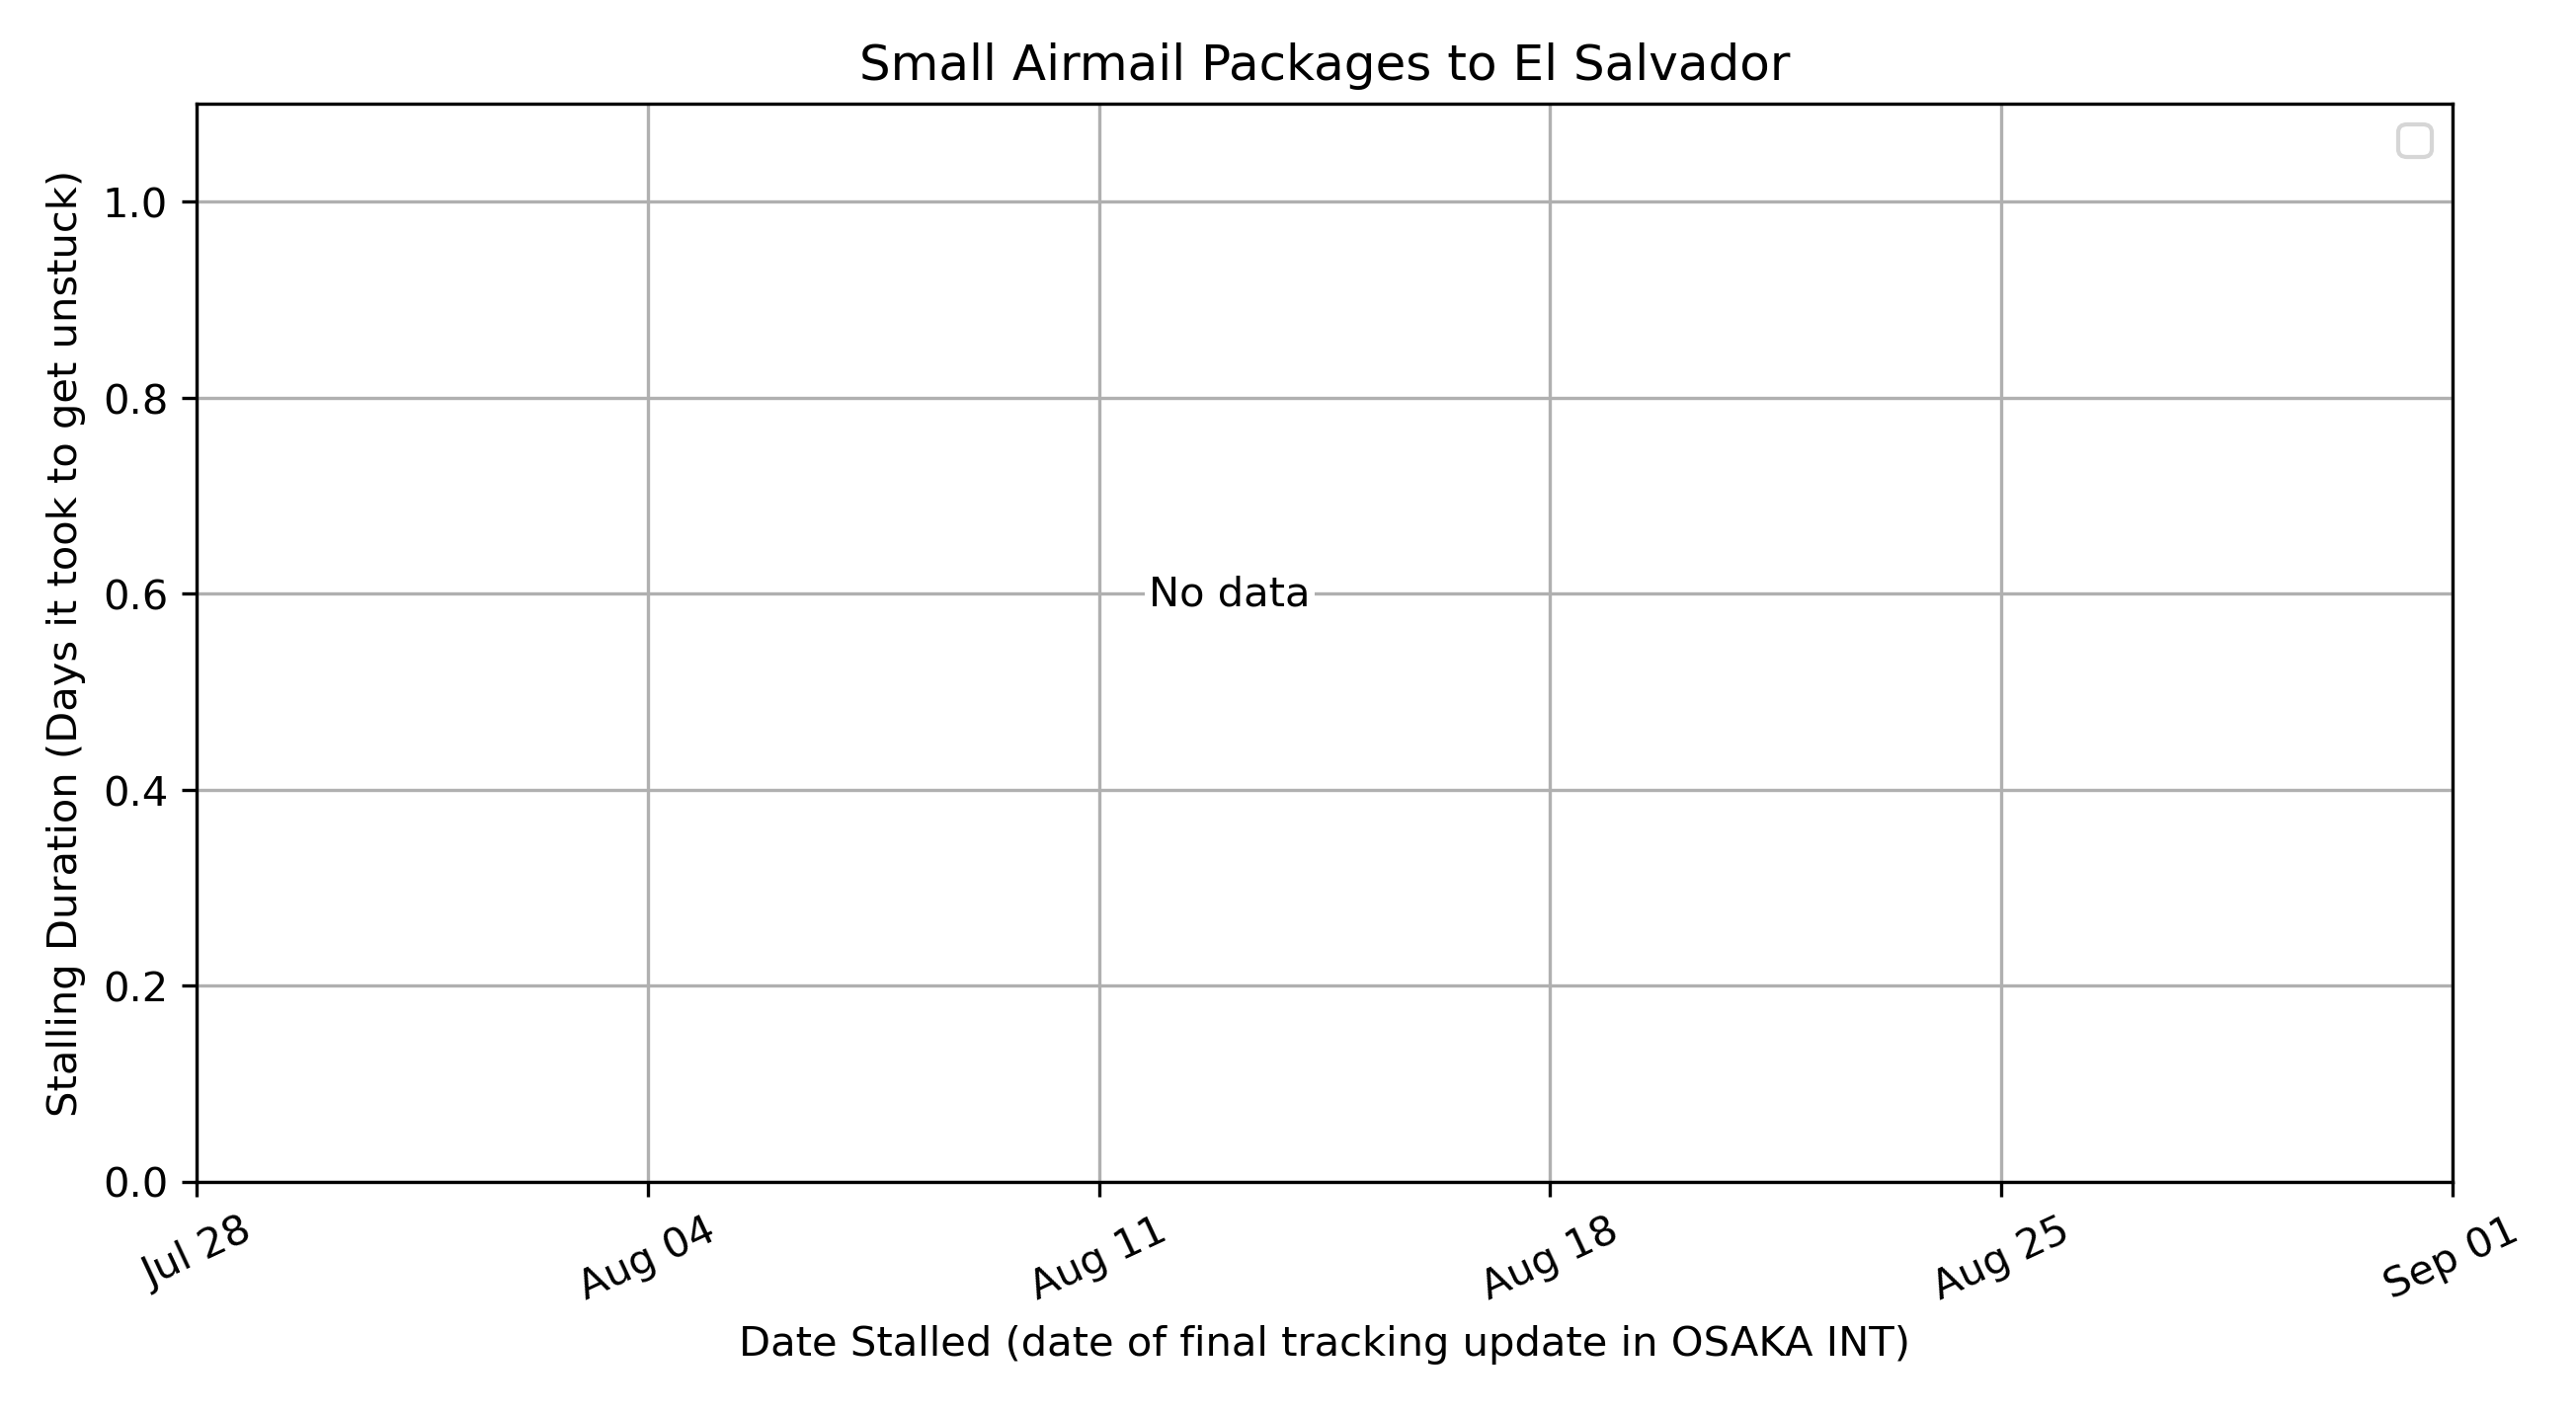 Small Airmail Packages to El Salvador
Stalling Duration (Days it took to get unstuck)
1.0
0.8
0.6
0.4
0.2
0.0
No data
Jul 28
Aug 04
Aug 11
Aug 18
Aug 25
Sep 01
Date Stalled (date of final tracking update in OSAKA INT)